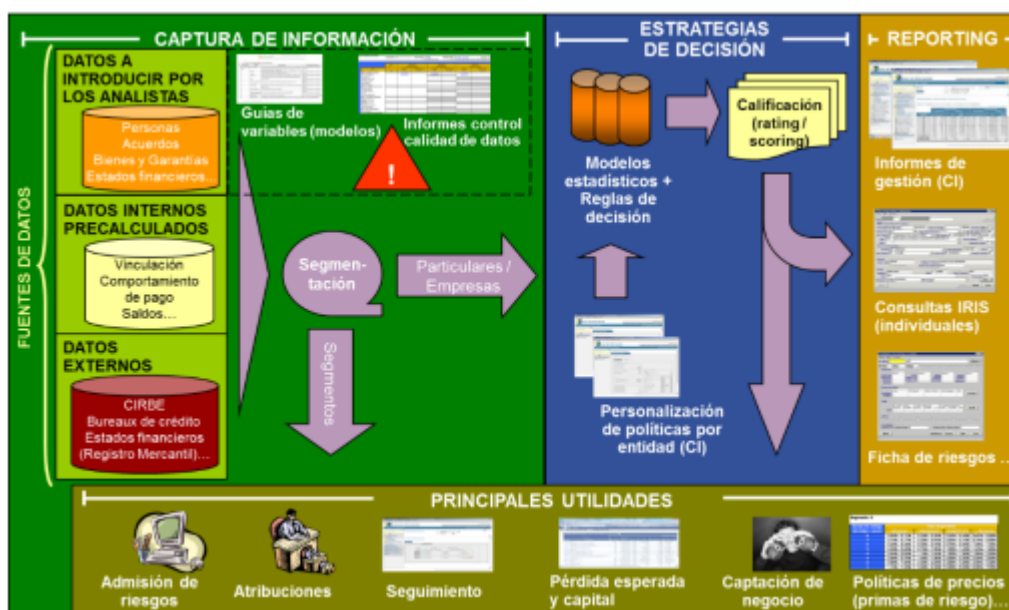 CAPTURA DE INFORMACIÓN
FUENTES DE DATOS
DATOS A
INTRODUCIR POR
LOS ANALISTAS
Personas
Acuerdos
Bienes y Garantías
Estados financieros...
DATOS INTERNOS
PRECALCULADOS
Vinculación
Comportamiento
de pago
Saldos...
DATOS
EXTERNOS
CIRBE
Bureaux de crédito
Estados financieros
(Registro Mercantil)...
Guías de
variables (modelos)
Informes control
calidad de datos
!
Segmen-
tación
Particulares /
Empresas
Segmentos
ESTRATEGIAS
DE DECISIÓN
Modelos
estadísticos +
Reglas de
decisión
Calificación
(rating /
scoring)
Personalización
de políticas por
entidad (CI)
REPORTING
Informes de
gestión (CI)
Consultas IRIS
(individuales)
Ficha de riesgos ...
PRINCIPALES UTILIDADES
Admisión de
riesgos
Atribuciones
Seguimiento
Pérdida esperada
y capital
Captación de
negocio
Políticas de precios
(primas de riesgo)...